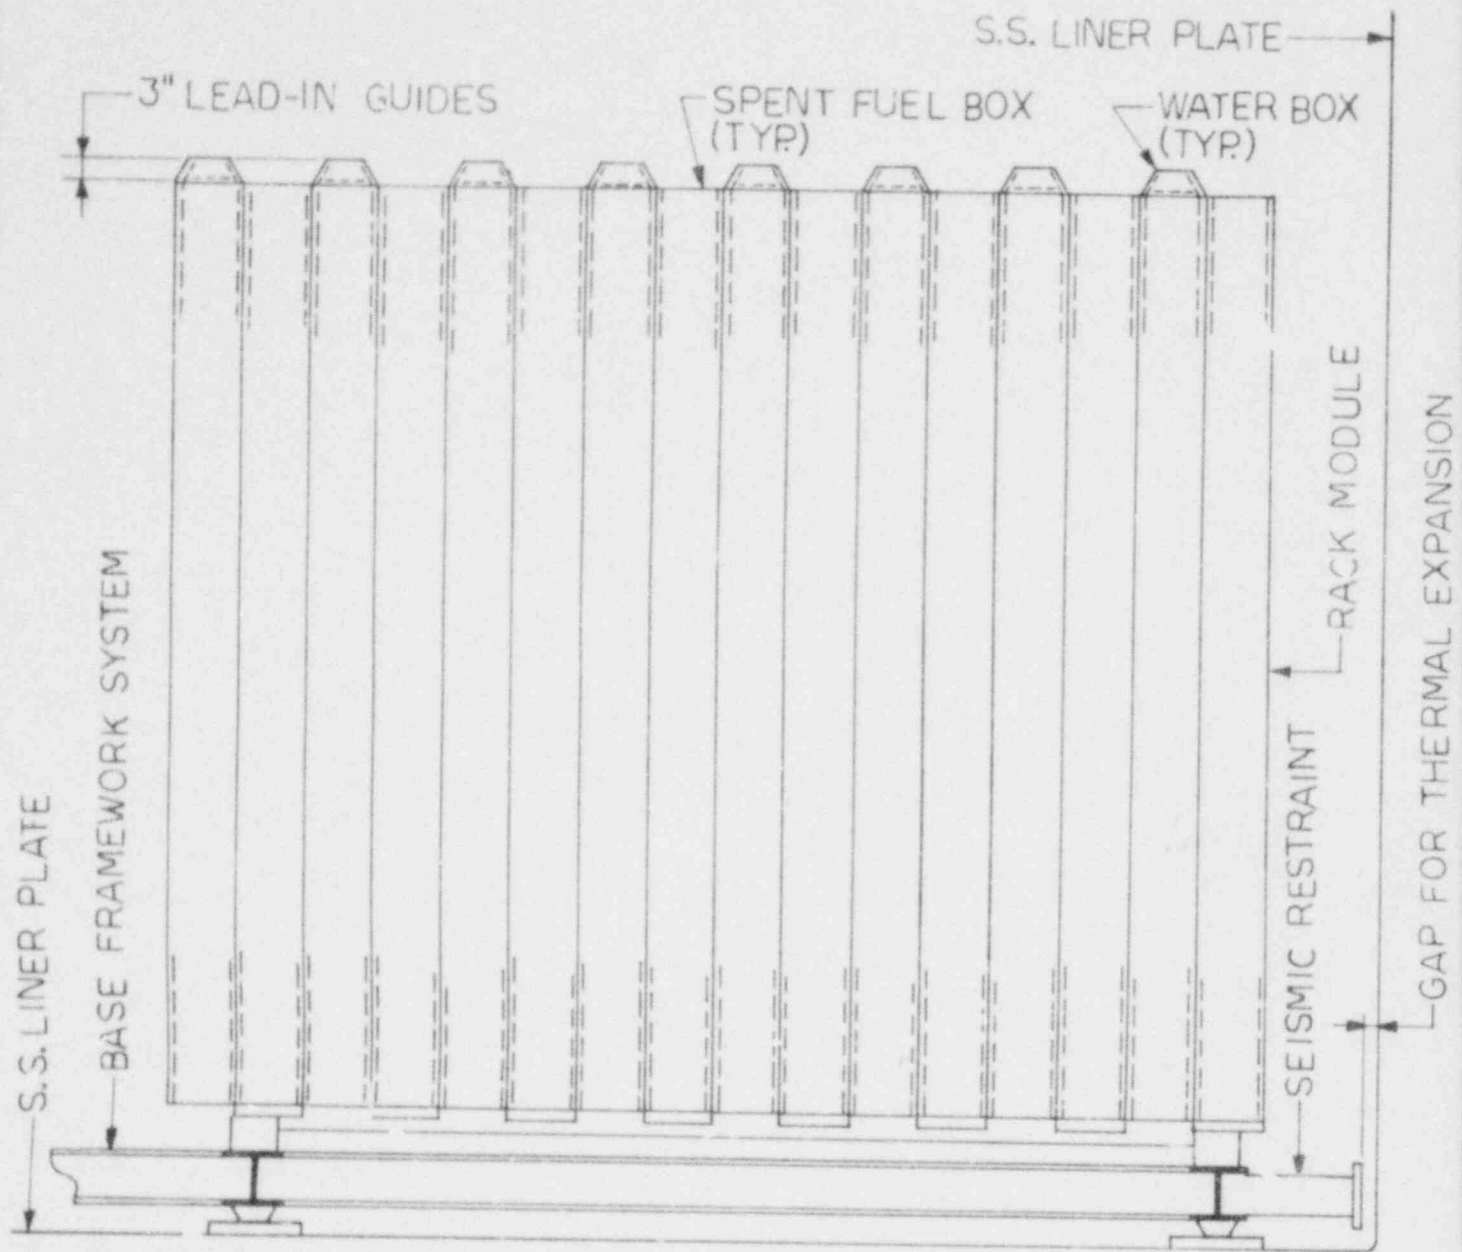 S.S. LINER PLATE
3" LEAD-IN GUIDES
SPENT FUEL BOX
(TYP.)
WATER BOX
(TYP.)
RACK MODULE
GAP FOR THERMAL EXPANSION
SEISMIC RESTRAINT
BASE FRAMEWORK SYSTEM
S.S. LINER PLATE